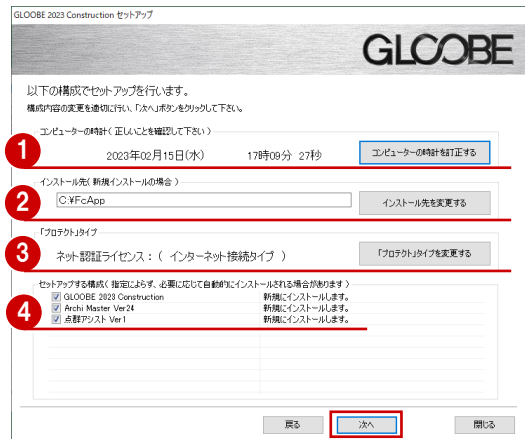 GLOOBE 2023 Construction セットアップ
GLOOBE
以下の構成でセットアップを行います。
構成内容の変更を適切に行い、「次へ」ボタンをクリックして下さい。
コンピューターの時計( 正しいことを確認して下さい )
1
2023年02月15日(水) 17時09分 27秒
コンピューターの時計を訂正する
インストール先( 新規インストールの場合 )
2
C:¥FcApp
インストール先を変更する
「プロテクト」タイプ
3
ネット認証ライセンス : ( インターネット接続タイプ )
「プロテクト」タイプを変更する
セットアップする構成( 指定によらず、必要に応じて自動的にインストールされる場合があります )
4
GLOOBE 2023 Construction 新規にインストールします。
Archi Master Ver24 新規にインストールします。
点群アシスト Ver1 新規にインストールします。
戻る 次へ 閉じる